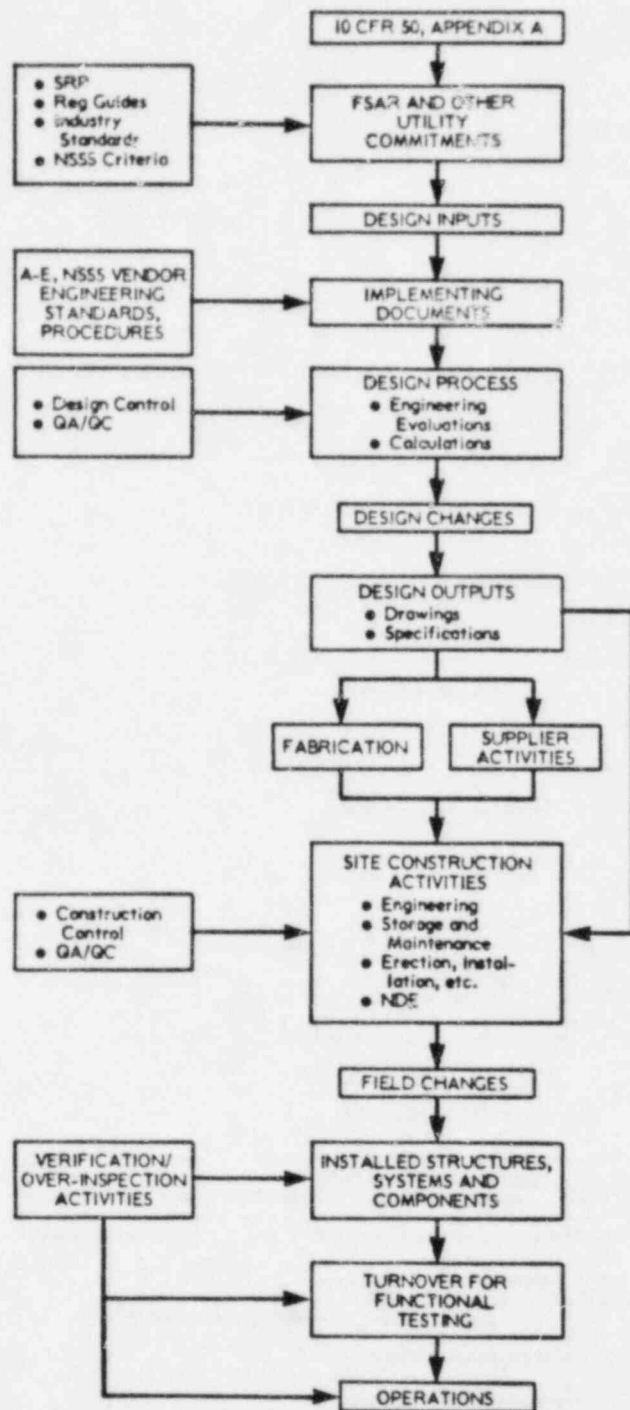 10 CFR 50, APPENDIX A
● SRP
● Reg Guides
● Industry
Standards
● NSSS Criteria
FSAR AND OTHER
UTILITY
COMMITMENTS
DESIGN INPUTS
A-E, NSSS VENDOR
ENGINEERING
STANDARDS,
PROCEDURES
IMPLEMENTING
DOCUMENTS
● Design Control
● QA/QC
DESIGN PROCESS
● Engineering
Evaluations
● Calculations
DESIGN CHANGES
DESIGN OUTPUTS
● Drawings
● Specifications
FABRICATION
SUPPLIER
ACTIVITIES
● Construction
Control
● QA/QC
SITE CONSTRUCTION
ACTIVITIES
● Engineering
● Storage and
Maintenance
● Erection, Instal-
lation, etc.
● NDE
FIELD CHANGES
VERIFICATION/
OVER-INSPECTION
ACTIVITIES
INSTALLED STRUCTURES,
SYSTEMS AND
COMPONENTS
TURNOVER FOR
FUNCTIONAL
TESTING
OPERATIONS